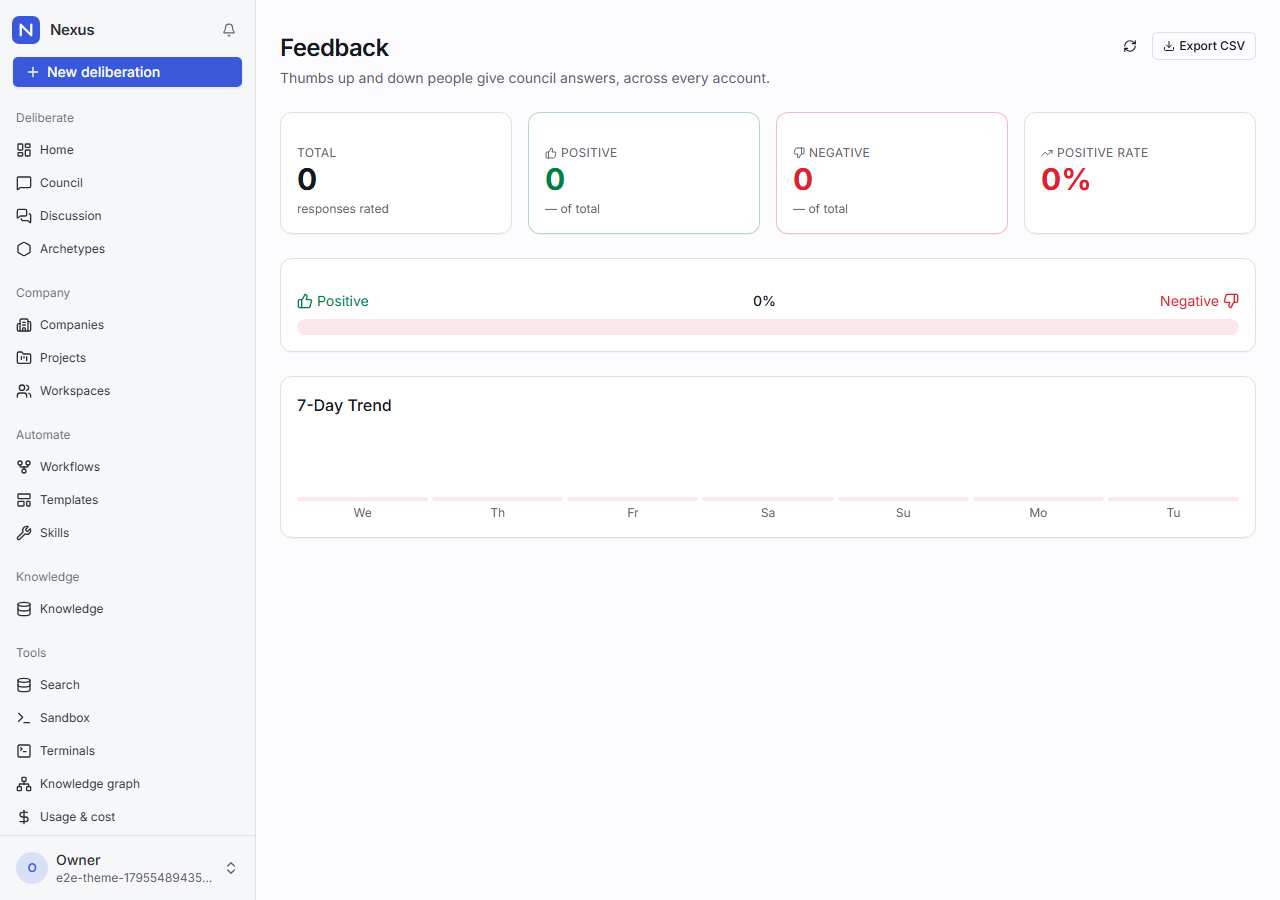 Nexus
New deliberation
Deliberate
Home
Council
Discussion
Archetypes
Company
Companies
Projects
Workspaces
Automate
Workflows
Templates
Skills
Knowledge
Knowledge
Tools
Search
Sandbox
Terminals
Knowledge graph
Usage & cost
O
Owner
e2e-theme-17955489435...
Feedback
Export CSV
Thumbs up and down people give council answers, across every account.
TOTAL
0
responses rated
POSITIVE
0
— of total
NEGATIVE
0
— of total
POSITIVE RATE
0%
Positive 0% Negative
7-Day Trend
We Th Fr Sa Su Mo Tu